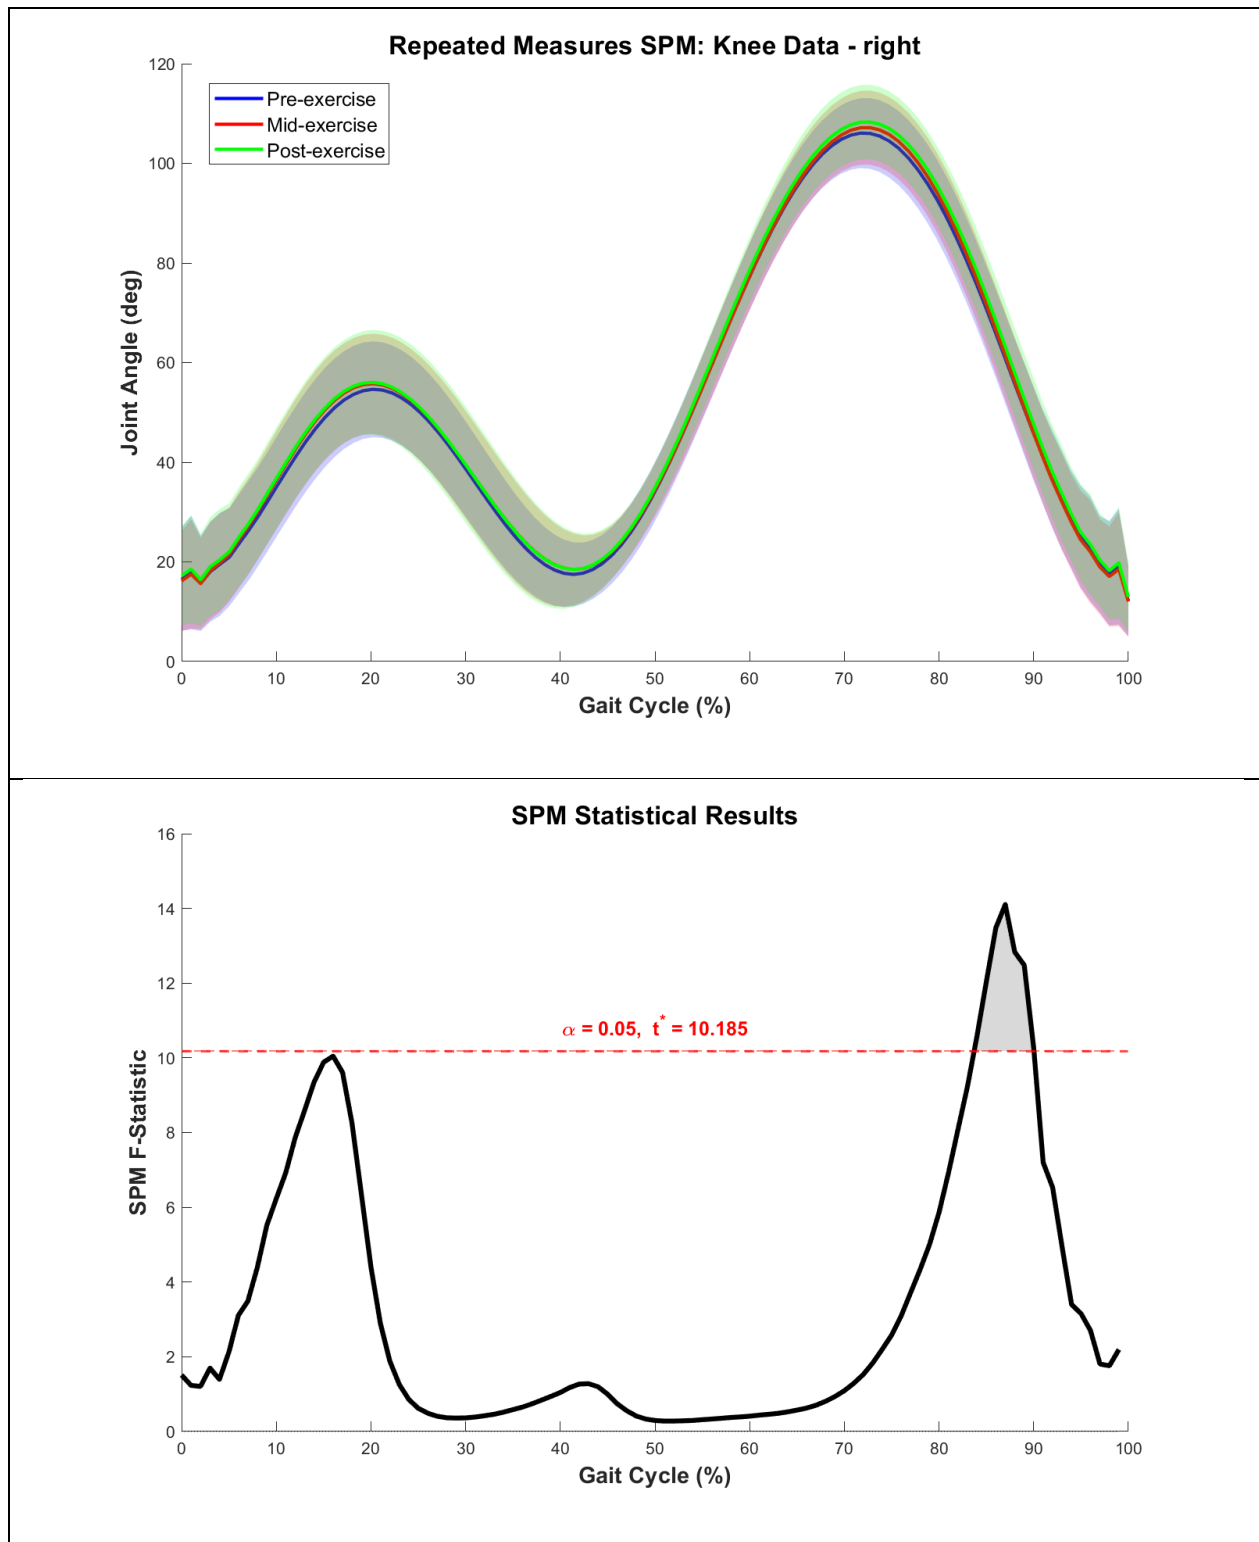 Repeated Measures SPM: Knee Data - right
120
100
80
60
40
20
0
Joint Angle (deg)
Pre-exercise
Mid-exercise
Post-exercise
0 10 20 30 40 50 60 70 80 90 100
Gait Cycle (%)
SPM Statistical Results
16
14
12
10
8
6
4
2
0
SPM F-Statistic
α = 0.05, t* = 10.185
0 10 20 30 40 50 60 70 80 90 100
Gait Cycle (%)